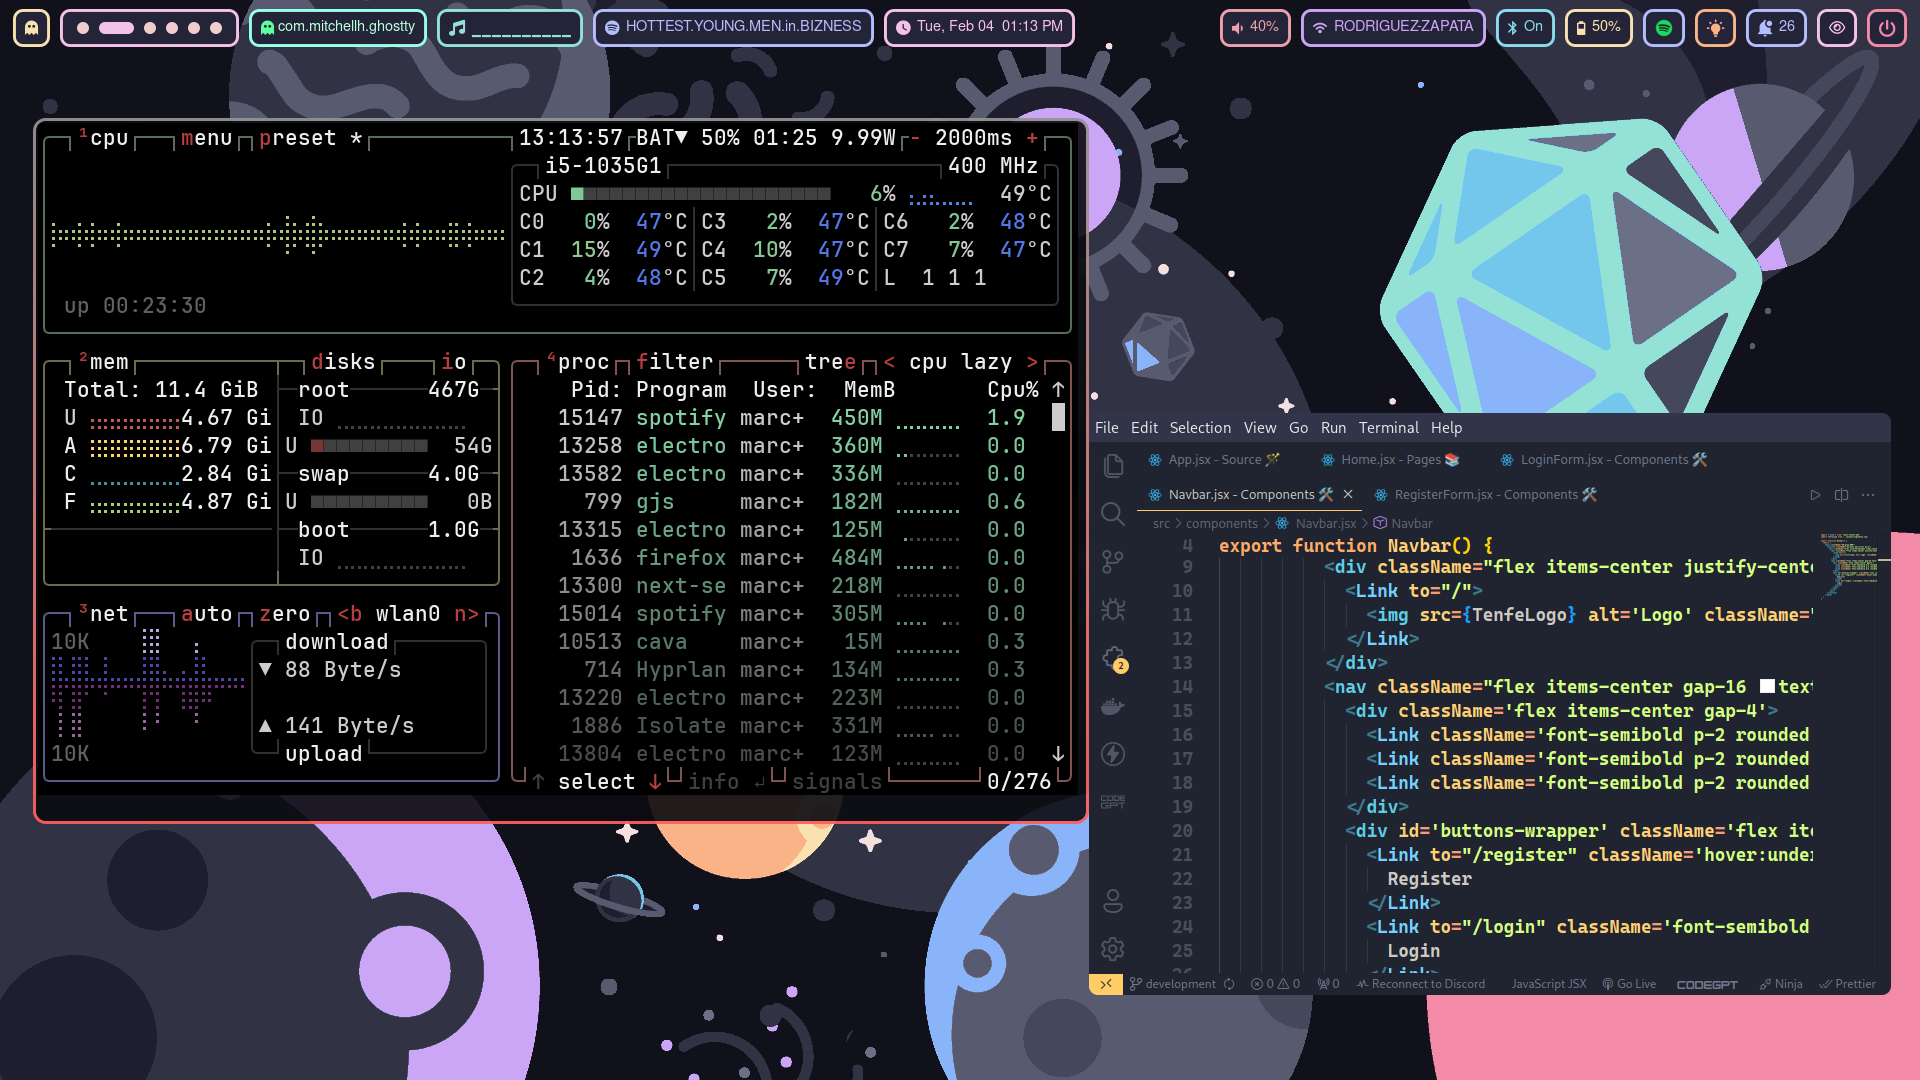 com.mitchellh.ghostty
__________
HOTTEST.YOUNG.MEN.in.BIZNESS
Tue, Feb 04 01:13 PM
40%
RODRIGUEZ-ZAPATA
On
50%
26
1cpu menu preset * 13:13:57 BAT▼ 50% 01:25 9.99W - 2000ms +
i5-1035G1 400 MHz
CPU 6% 49°C
C0 0% 47°C C3 2% 47°C C6 2% 48°C
C1 15% 49°C C4 10% 47°C C7 7% 47°C
C2 4% 48°C C5 7% 49°C L 1 1 1
up 00:23:30
2mem disks io
Total: 11.4 GiB root 467G
U 4.67 Gi IO
A 6.79 Gi U 54G
C 2.84 Gi swap 4.0G
F 4.87 Gi U 0B
boot 1.0G
IO
3net auto zero <b wlan0 n>
10K download
▼ 88 Byte/s
▲ 141 Byte/s
10K upload
4proc filter tree < cpu lazy >
Pid: Program User: MemB Cpu% ↑
15147 spotify marc+ 450M 1.9
13258 electro marc+ 360M 0.0
13582 electro marc+ 336M 0.0
799 gjs marc+ 182M 0.6
13315 electro marc+ 125M 0.0
1636 firefox marc+ 484M 0.0
13300 next-se marc+ 218M 0.0
15014 spotify marc+ 305M 0.0
10513 cava marc+ 15M 0.3
714 Hyprlan marc+ 134M 0.3
13220 electro marc+ 223M 0.0
1886 Isolate marc+ 331M 0.0
13804 electro marc+ 123M 0.0 ↓
↑ select ↓ info ↲ signals 0/276
File Edit Selection View Go Run Terminal Help
App.jsx - Source 🪄 Home.jsx - Pages 📚 LoginForm.jsx - Components 🛠
Navbar.jsx - Components 🛠 × RegisterForm.jsx - Components 🛠
src > components > Navbar.jsx > Navbar
4 export function Navbar() {
9 <div className="flex items-center justify-cente
10 <Link to="/">
11 <img src={TenfeLogo} alt='Logo' className='
12 </Link>
13 </div>
14 <nav className="flex items-center gap-16 text
15 <div className='flex items-center gap-4'>
16 <Link className='font-semibold p-2 rounded
17 <Link className='font-semibold p-2 rounded
18 <Link className='font-semibold p-2 rounded
19 </div>
20 <div id='buttons-wrapper' className='flex ite
21 <Link to="/register" className='hover:under
22 Register
23 </Link>
24 <Link to="/login" className='font-semibold
25 Login
26 </Link>
2
CODE
GPT
development 0 0 0 Reconnect to Discord JavaScript JSX Go Live CODEGPT Ninja Prettier